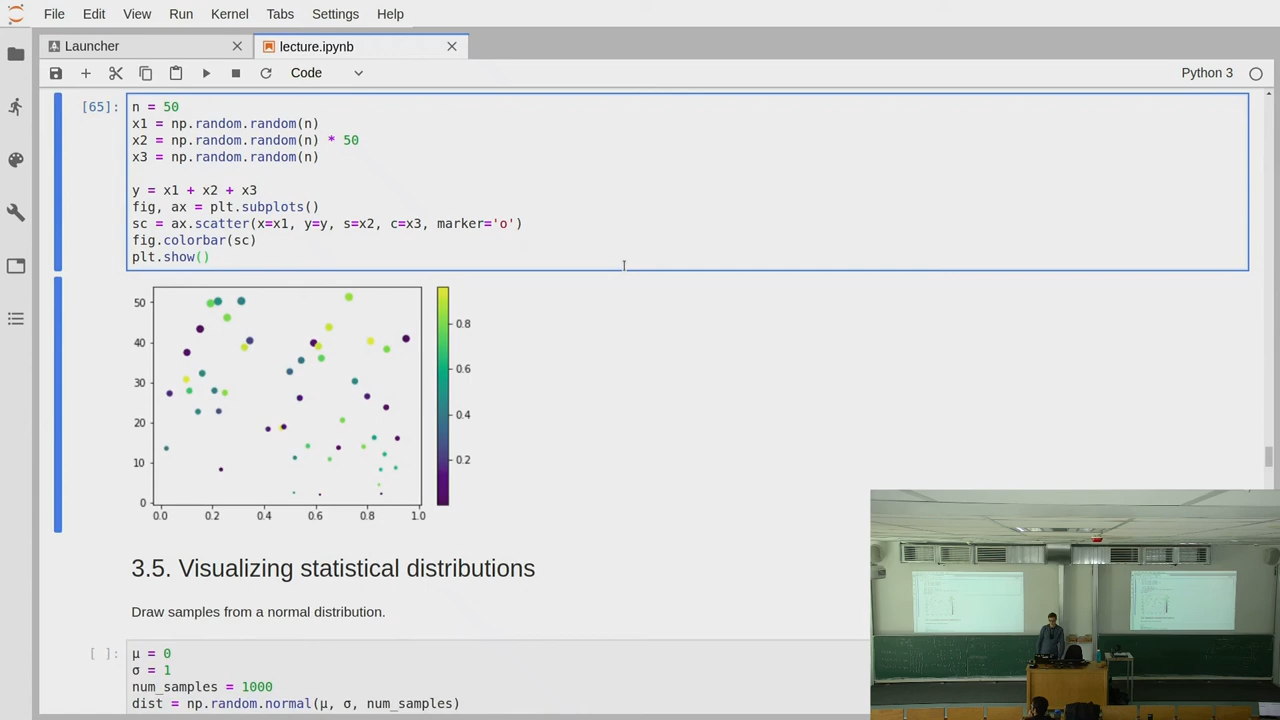 File Edit View Run Kernel Tabs Settings Help
Launcher
lecture.ipynb
Code
Python 3
[65]:
n = 50
x1 = np.random.random(n)
x2 = np.random.random(n) * 50
x3 = np.random.random(n)
y = x1 + x2 + x3
fig, ax = plt.subplots()
sc = ax.scatter(x=x1, y=y, s=x2, c=x3, marker='o')
fig.colorbar(sc)
plt.show()
50
40
30
20
10
0
0.0 0.2 0.4 0.6 0.8 1.0
0.8
0.6
0.4
0.2
3.5. Visualizing statistical distributions
Draw samples from a normal distribution.
[ ]:
μ = 0
σ = 1
num_samples = 1000
dist = np.random.normal(μ, σ, num_samples)